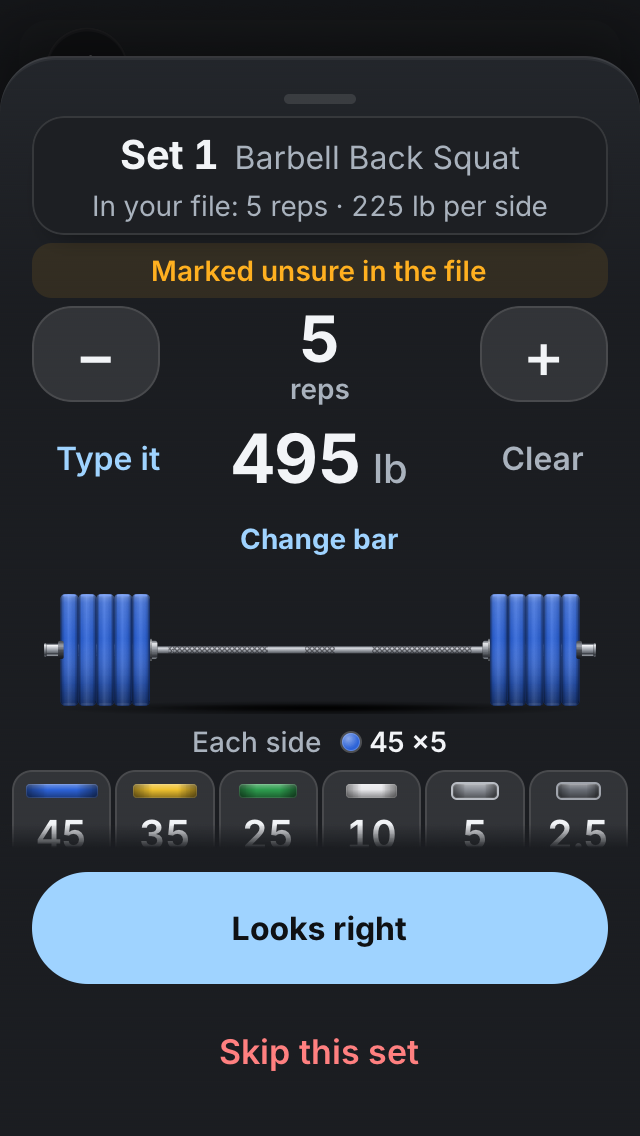 Set 1 Barbell Back Squat
In your file: 5 reps · 225 lb per side
Marked unsure in the file
− 5 +
reps
Type it 495 lb Clear
Change bar
Each side 45 ×5
45 35 25 10 5 2.5
Looks right
Skip this set